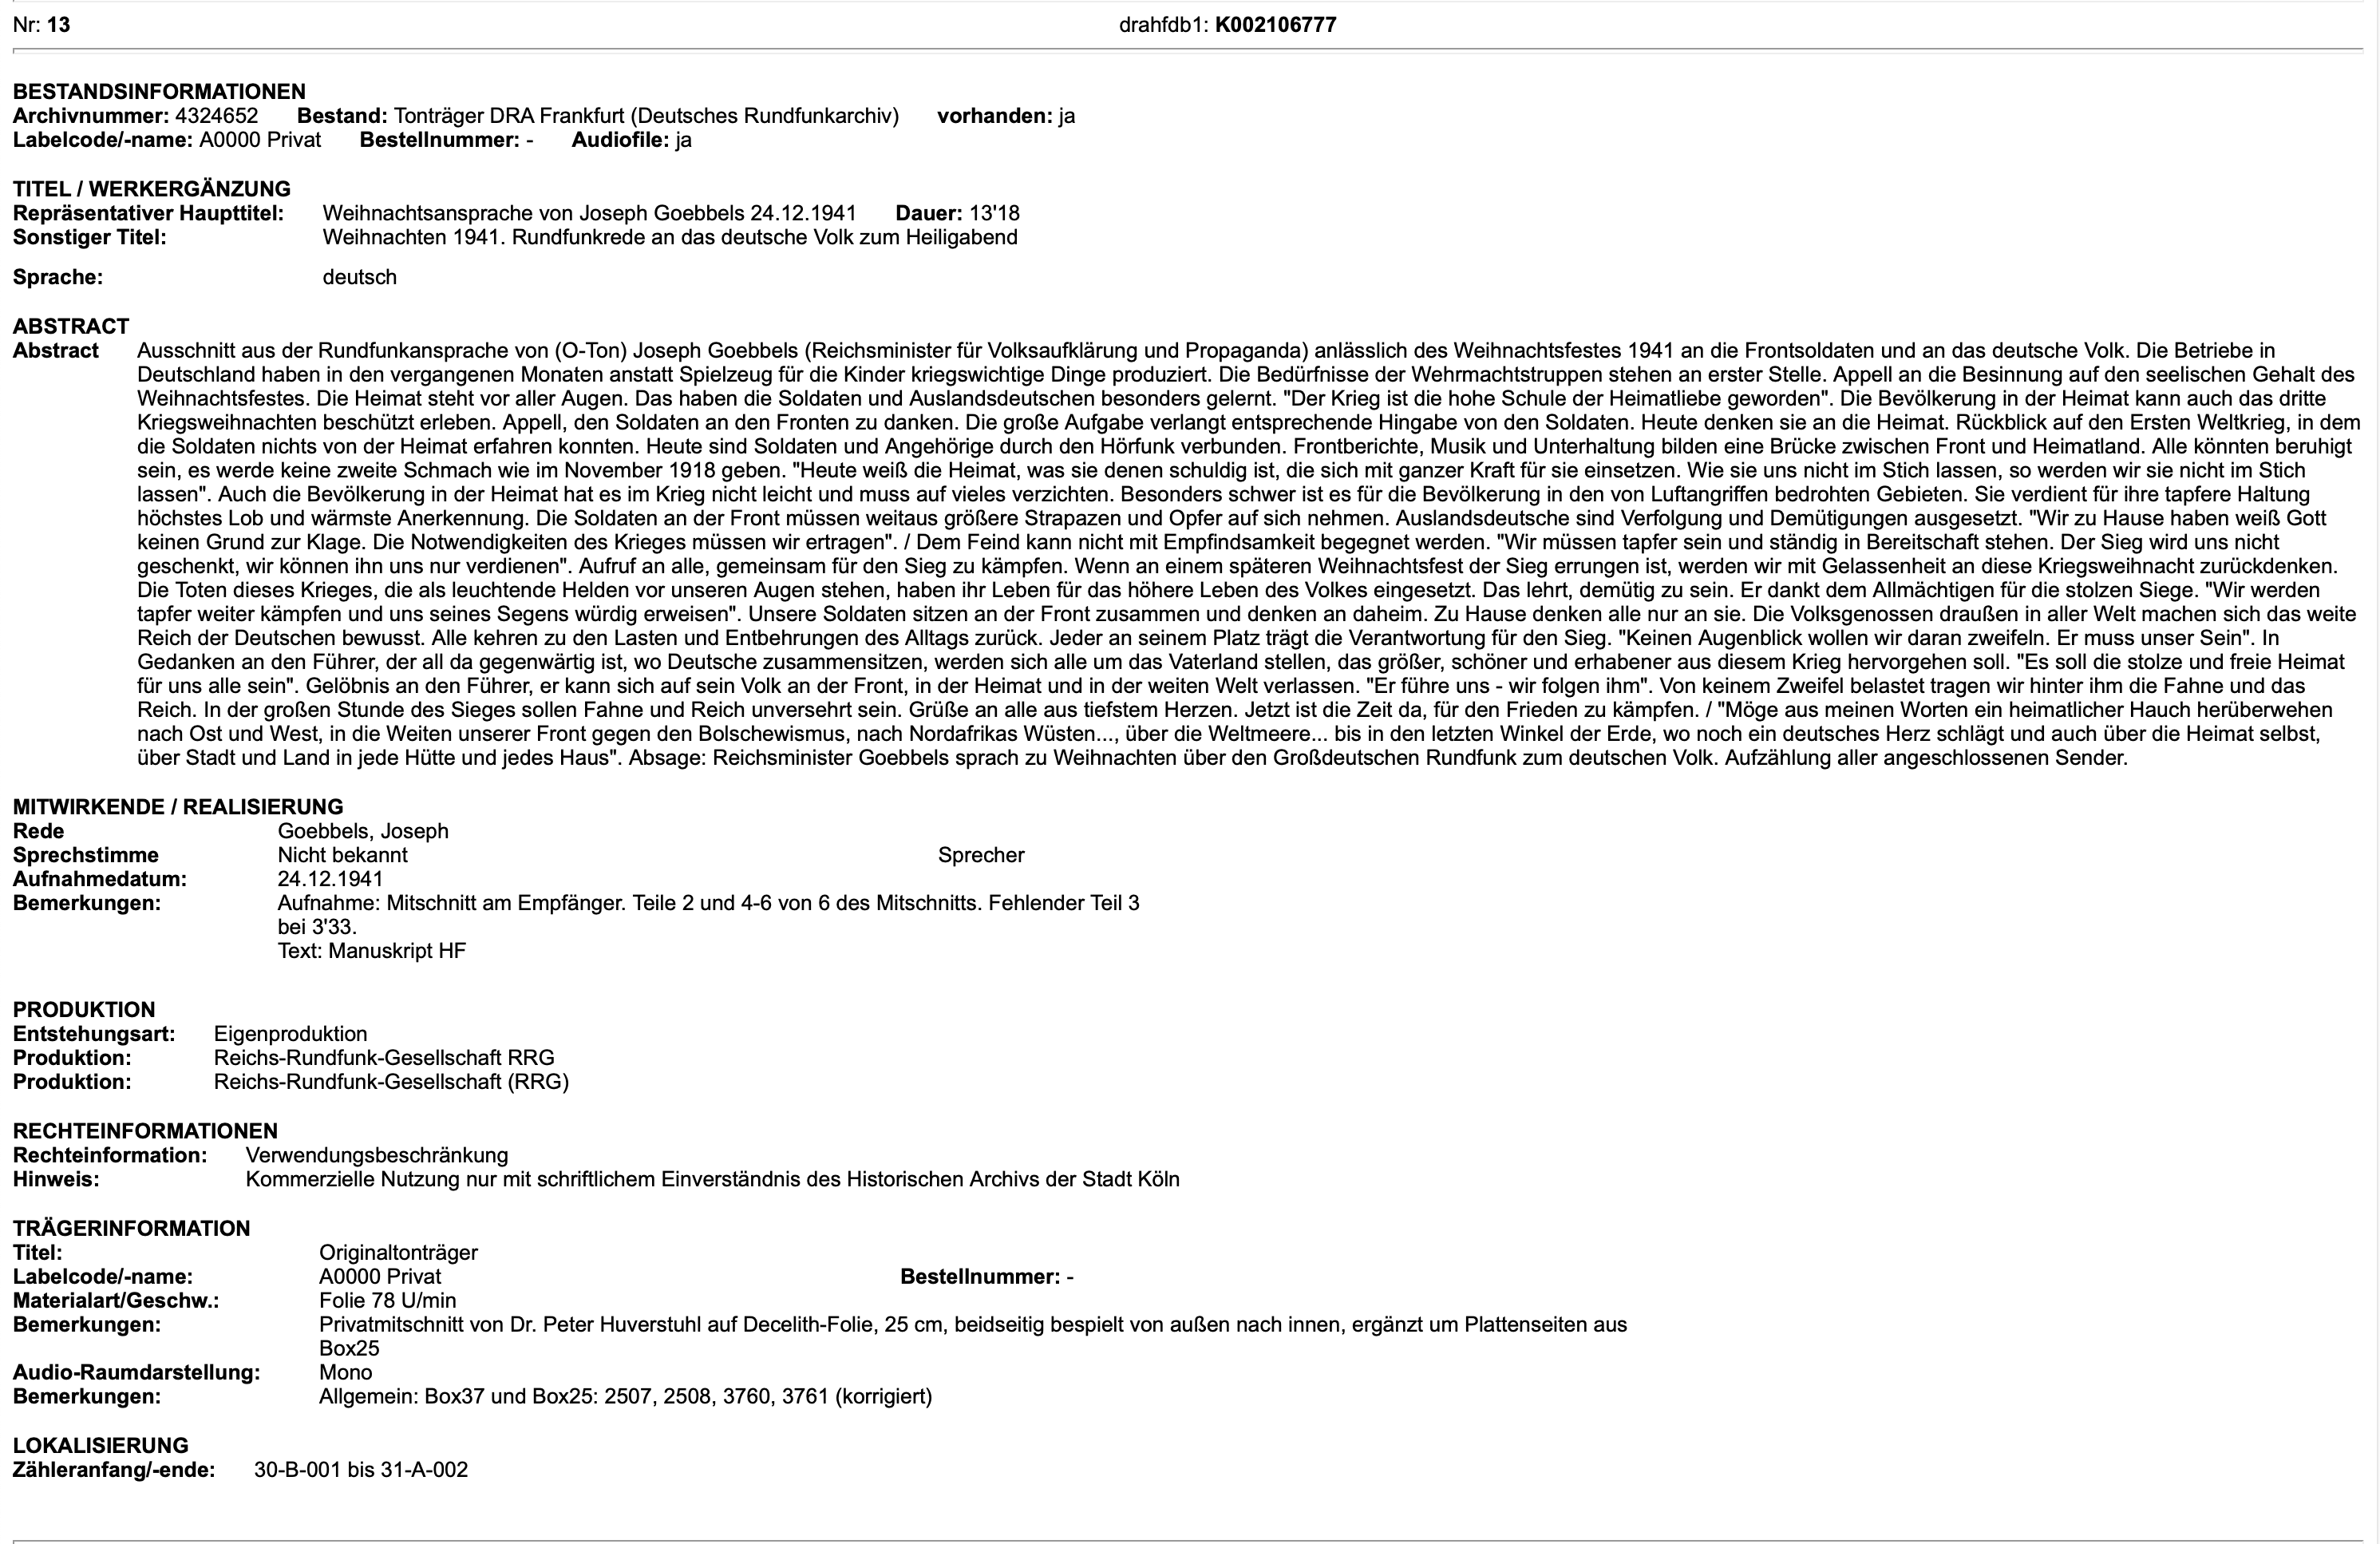 Nr: 13 drahfdb1: K002106777
BESTANDSINFORMATIONEN
Archivnummer: 4324652 Bestand: Tonträger DRA Frankfurt (Deutsches Rundfunkarchiv) vorhanden: ja
Labelcode/-name: A0000 Privat Bestellnummer: - Audiofile: ja
TITEL / WERKERGÄNZUNG
Repräsentativer Haupttitel: Weihnachtsansprache von Joseph Goebbels 24.12.1941 Dauer: 13'18
Sonstiger Titel: Weihnachten 1941. Rundfunkrede an das deutsche Volk zum Heiligabend
Sprache: deutsch
ABSTRACT
Abstract Ausschnitt aus der Rundfunkansprache von (O-Ton) Joseph Goebbels (Reichsminister für Volksaufklärung und Propaganda) anlässlich des Weihnachtsfestes 1941 an die Frontsoldaten und an das deutsche Volk. Die Betriebe in
Deutschland haben in den vergangenen Monaten anstatt Spielzeug für die Kinder kriegswichtige Dinge produziert. Die Bedürfnisse der Wehrmachtstruppen stehen an erster Stelle. Appell an die Besinnung auf den seelischen Gehalt des
Weihnachtsfestes. Die Heimat steht vor aller Augen. Das haben die Soldaten und Auslandsdeutschen besonders gelernt. "Der Krieg ist die hohe Schule der Heimatliebe geworden". Die Bevölkerung in der Heimat kann auch das dritte
Kriegsweihnachten beschützt erleben. Appell, den Soldaten an den Fronten zu danken. Die große Aufgabe verlangt entsprechende Hingabe von den Soldaten. Heute denken sie an die Heimat. Rückblick auf den Ersten Weltkrieg, in dem
die Soldaten nichts von der Heimat erfahren konnten. Heute sind Soldaten und Angehörige durch den Hörfunk verbunden. Frontberichte, Musik und Unterhaltung bilden eine Brücke zwischen Front und Heimatland. Alle könnten beruhigt
sein, es werde keine zweite Schmach wie im November 1918 geben. "Heute weiß die Heimat, was sie denen schuldig ist, die sich mit ganzer Kraft für sie einsetzen. Wie sie uns nicht im Stich lassen, so werden wir sie nicht im Stich
lassen". Auch die Bevölkerung in der Heimat hat es im Krieg nicht leicht und muss auf vieles verzichten. Besonders schwer ist es für die Bevölkerung in den von Luftangriffen bedrohten Gebieten. Sie verdient für ihre tapfere Haltung
höchstes Lob und wärmste Anerkennung. Die Soldaten an der Front müssen weitaus größere Strapazen und Opfer auf sich nehmen. Auslandsdeutsche sind Verfolgung und Demütigungen ausgesetzt. "Wir zu Hause haben weiß Gott
keinen Grund zur Klage. Die Notwendigkeiten des Krieges müssen wir ertragen". / Dem Feind kann nicht mit Empfindsamkeit begegnet werden. "Wir müssen tapfer sein und ständig in Bereitschaft stehen. Der Sieg wird uns nicht
geschenkt, wir können ihn uns nur verdienen". Aufruf an alle, gemeinsam für den Sieg zu kämpfen. Wenn an einem späteren Weihnachtsfest der Sieg errungen ist, werden wir mit Gelassenheit an diese Kriegsweihnacht zurückdenken.
Die Toten dieses Krieges, die als leuchtende Helden vor unseren Augen stehen, haben ihr Leben für das höhere Leben des Volkes eingesetzt. Das lehrt, demütig zu sein. Er dankt dem Allmächtigen für die stolzen Siege. "Wir werden
tapfer weiter kämpfen und uns seines Segens würdig erweisen". Unsere Soldaten sitzen an der Front zusammen und denken an daheim. Zu Hause denken alle nur an sie. Die Volksgenossen draußen in aller Welt machen sich das weite
Reich der Deutschen bewusst. Alle kehren zu den Lasten und Entbehrungen des Alltags zurück. Jeder an seinem Platz trägt die Verantwortung für den Sieg. "Keinen Augenblick wollen wir daran zweifeln. Er muss unser Sein". In
Gedanken an den Führer, der all da gegenwärtig ist, wo Deutsche zusammensitzen, werden sich alle um das Vaterland stellen, das größer, schöner und erhabener aus diesem Krieg hervorgehen soll. "Es soll die stolze und freie Heimat
für uns alle sein". Gelöbnis an den Führer, er kann sich auf sein Volk an der Front, in der Heimat und in der weiten Welt verlassen. "Er führe uns - wir folgen ihm". Von keinem Zweifel belastet tragen wir hinter ihm die Fahne und das
Reich. In der großen Stunde des Sieges sollen Fahne und Reich unversehrt sein. Grüße an alle aus tiefstem Herzen. Jetzt ist die Zeit da, für den Frieden zu kämpfen. / "Möge aus meinen Worten ein heimatlicher Hauch herüberwehen
nach Ost und West, in die Weiten unserer Front gegen den Bolschewismus, nach Nordafrikas Wüsten..., über die Weltmeere... bis in den letzten Winkel der Erde, wo noch ein deutsches Herz schlägt und auch über die Heimat selbst,
über Stadt und Land in jede Hütte und jedes Haus". Absage: Reichsminister Goebbels sprach zu Weihnachten über den Großdeutschen Rundfunk zum deutschen Volk. Aufzählung aller angeschlossenen Sender.
MITWIRKENDE / REALISIERUNG
Rede Goebbels, Joseph
Sprechstimme Nicht bekannt Sprecher
Aufnahmedatum: 24.12.1941
Bemerkungen: Aufnahme: Mitschnitt am Empfänger. Teile 2 und 4-6 von 6 des Mitschnitts. Fehlender Teil 3
bei 3'33.
Text: Manuskript HF
PRODUKTION
Entstehungsart: Eigenproduktion
Produktion: Reichs-Rundfunk-Gesellschaft RRG
Produktion: Reichs-Rundfunk-Gesellschaft (RRG)
RECHTEINFORMATIONEN
Rechteinformation: Verwendungsbeschränkung
Hinweis: Kommerzielle Nutzung nur mit schriftlichem Einverständnis des Historischen Archivs der Stadt Köln
TRÄGERINFORMATION
Titel: Originaltonträger
Labelcode/-name: A0000 Privat Bestellnummer: -
Materialart/Geschw.: Folie 78 U/min
Bemerkungen: Privatmitschnitt von Dr. Peter Huverstuhl auf Decelith-Folie, 25 cm, beidseitig bespielt von außen nach innen, ergänzt um Plattenseiten aus
Box25
Audio-Raumdarstellung: Mono
Bemerkungen: Allgemein: Box37 und Box25: 2507, 2508, 3760, 3761 (korrigiert)
LOKALISIERUNG
Zähleranfang/-ende: 30-B-001 bis 31-A-002